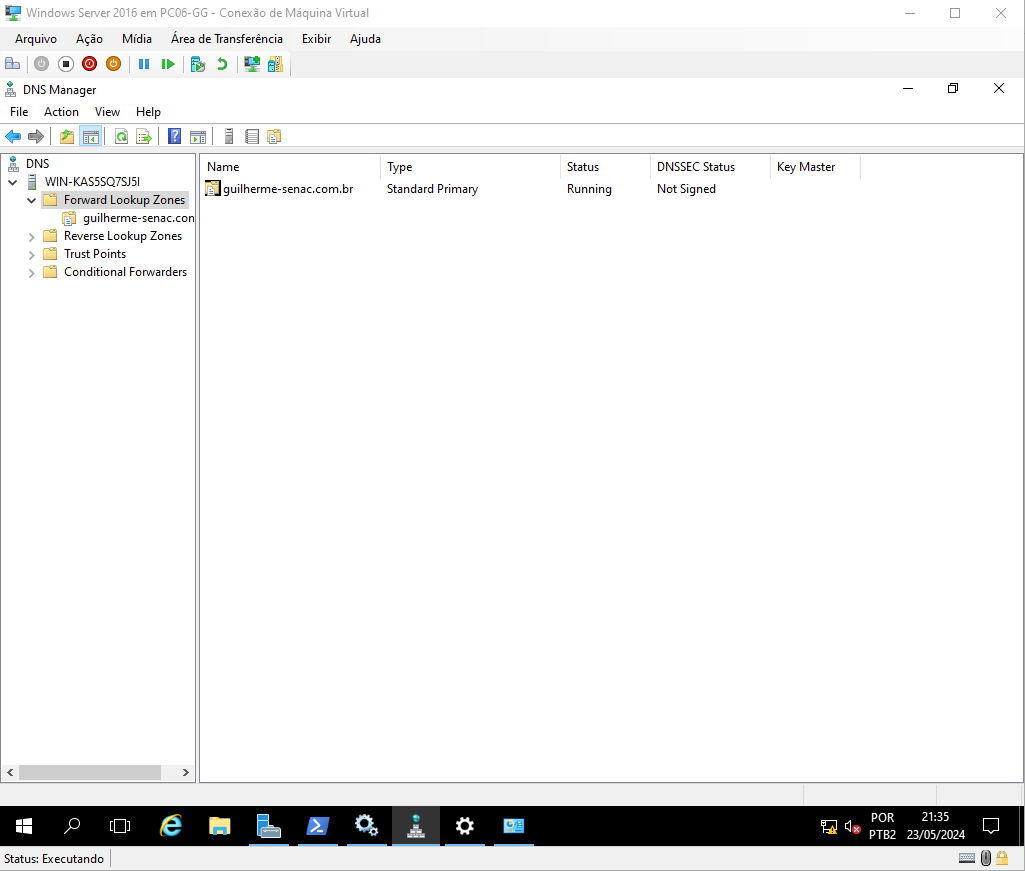 Windows Server 2016 em PC06-GG - Conexão de Máquina Virtual
Arquivo Ação Mídia Área de Transferência Exibir Ajuda
DNS Manager
File Action View Help
DNS
WIN-KAS5SQ7SJ5I
Forward Lookup Zones
guilherme-senac.con
Reverse Lookup Zones
Trust Points
Conditional Forwarders
Name Type Status DNSSEC Status Key Master
guilherme-senac.com.br Standard Primary Running Not Signed
POR
PTB2
21:35
23/05/2024
Status: Executando